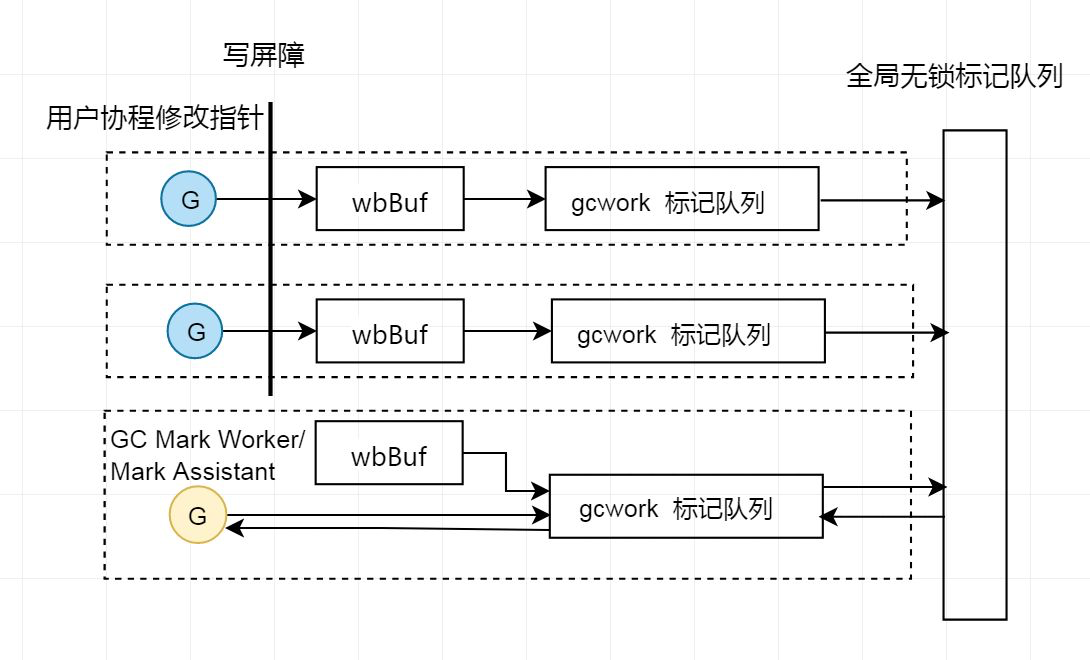 写屏障
全局无锁标记队列
用户协程修改指针
G
wbBuf
gcwork 标记队列
G
wbBuf
gcwork 标记队列
GC Mark Worker/
Mark Assistant
wbBuf
G
gcwork 标记队列